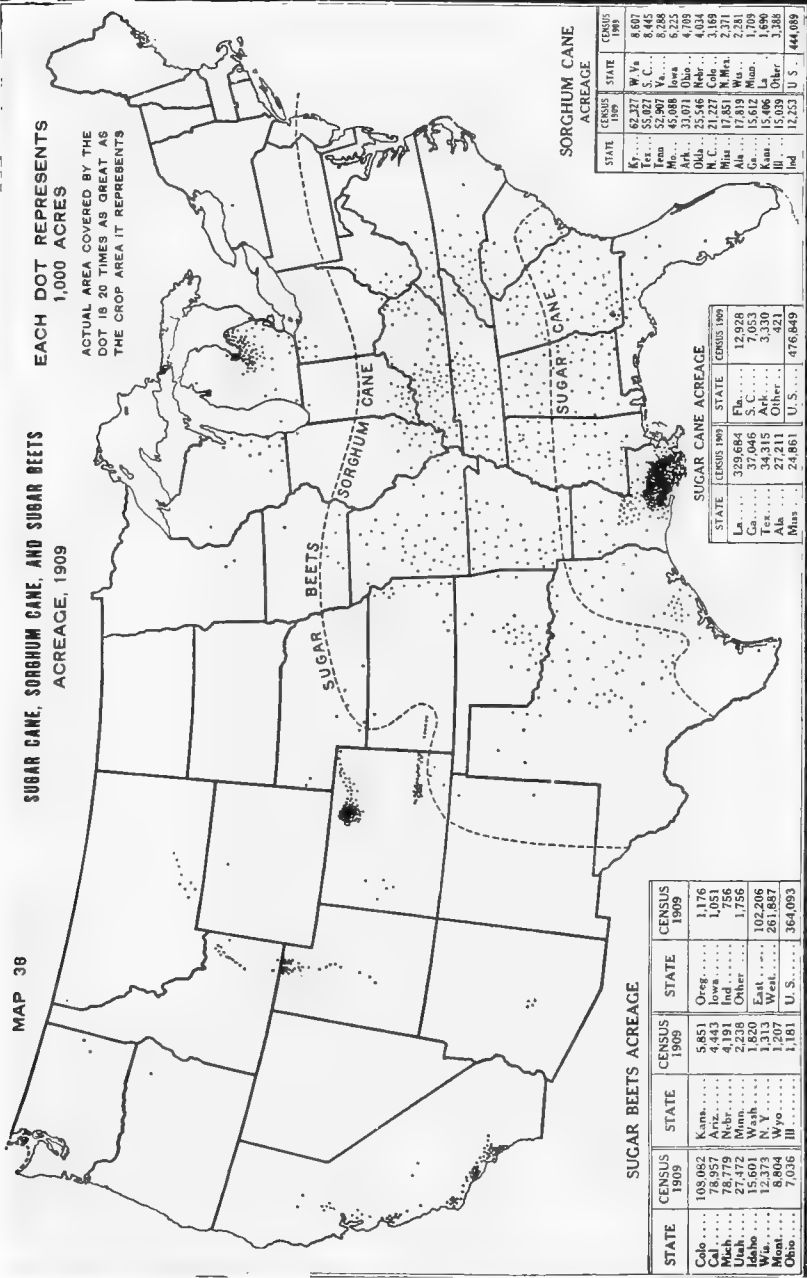 MAP 38
SUGAR CANE, SORGHUM CANE, AND SUGAR BEETS
ACREAGE, 1909
EACH DOT REPRESENTS
1,000 ACRES
ACTUAL AREA COVERED BY THE
DOT IS 20 TIMES AS GREAT AS
THE CROP AREA IT REPRESENTS
SUGAR BEETS
SORGHUM CANE
SUGAR CANE
SUGAR BEETS ACREAGE
STATE CENSUS 1909 STATE CENSUS 1909 STATE CENSUS 1909
Colo..... 108,082 Kans..... 5,851 Oreg..... 1,176
Cal..... 78,957 Ariz..... 4,443 Iowa..... 1,051
Mich..... 78,779 Nebr..... 4,191 Ind..... 756
Utah..... 27,472 Minn..... 2,238 Other..... 1,756
Idaho..... 15,601 Wash..... 1,820 East..... 102,206
Wis..... 12,373 N. Y..... 1,313 West..... 261,887
Mont..... 8,804 Wyo..... 1,207
Ohio..... 7,036 Ill..... 1,181 U. S..... 364,093
SUGAR CANE ACREAGE
STATE CENSUS 1909 STATE CENSUS 1909
La..... 329,684 Fla..... 12,928
Ga..... 37,046 S. C..... 7,053
Tex..... 34,315 Ark..... 3,330
Ala..... 27,211 Other.... 421
Miss.... 24,861 U. S..... 476,849
SORGHUM CANE
ACREAGE
STATE CENSUS 1909 STATE CENSUS 1909
Ky.... 62,327 W. Va 8,607
Tex... 55,027 S. C.. 8,445
Tenn 52,907 Va.... 8,288
Mo... 45,088 Iowa 6,225
Ark.. 33,071 Ohio.. 4,709
Okla. 25,546 Nebr.. 4,034
N. C. 21,227 Colo.. 3,169
Miss. 17,851 N. Mex. 2,371
Ala... 17,819 Wis... 2,281
Ga... 15,612 Minn. 1,709
Kans. 15,406 La.... 1,690
Ill.... 15,039 Other 3,388
Ind 12,253 U. S 444,089